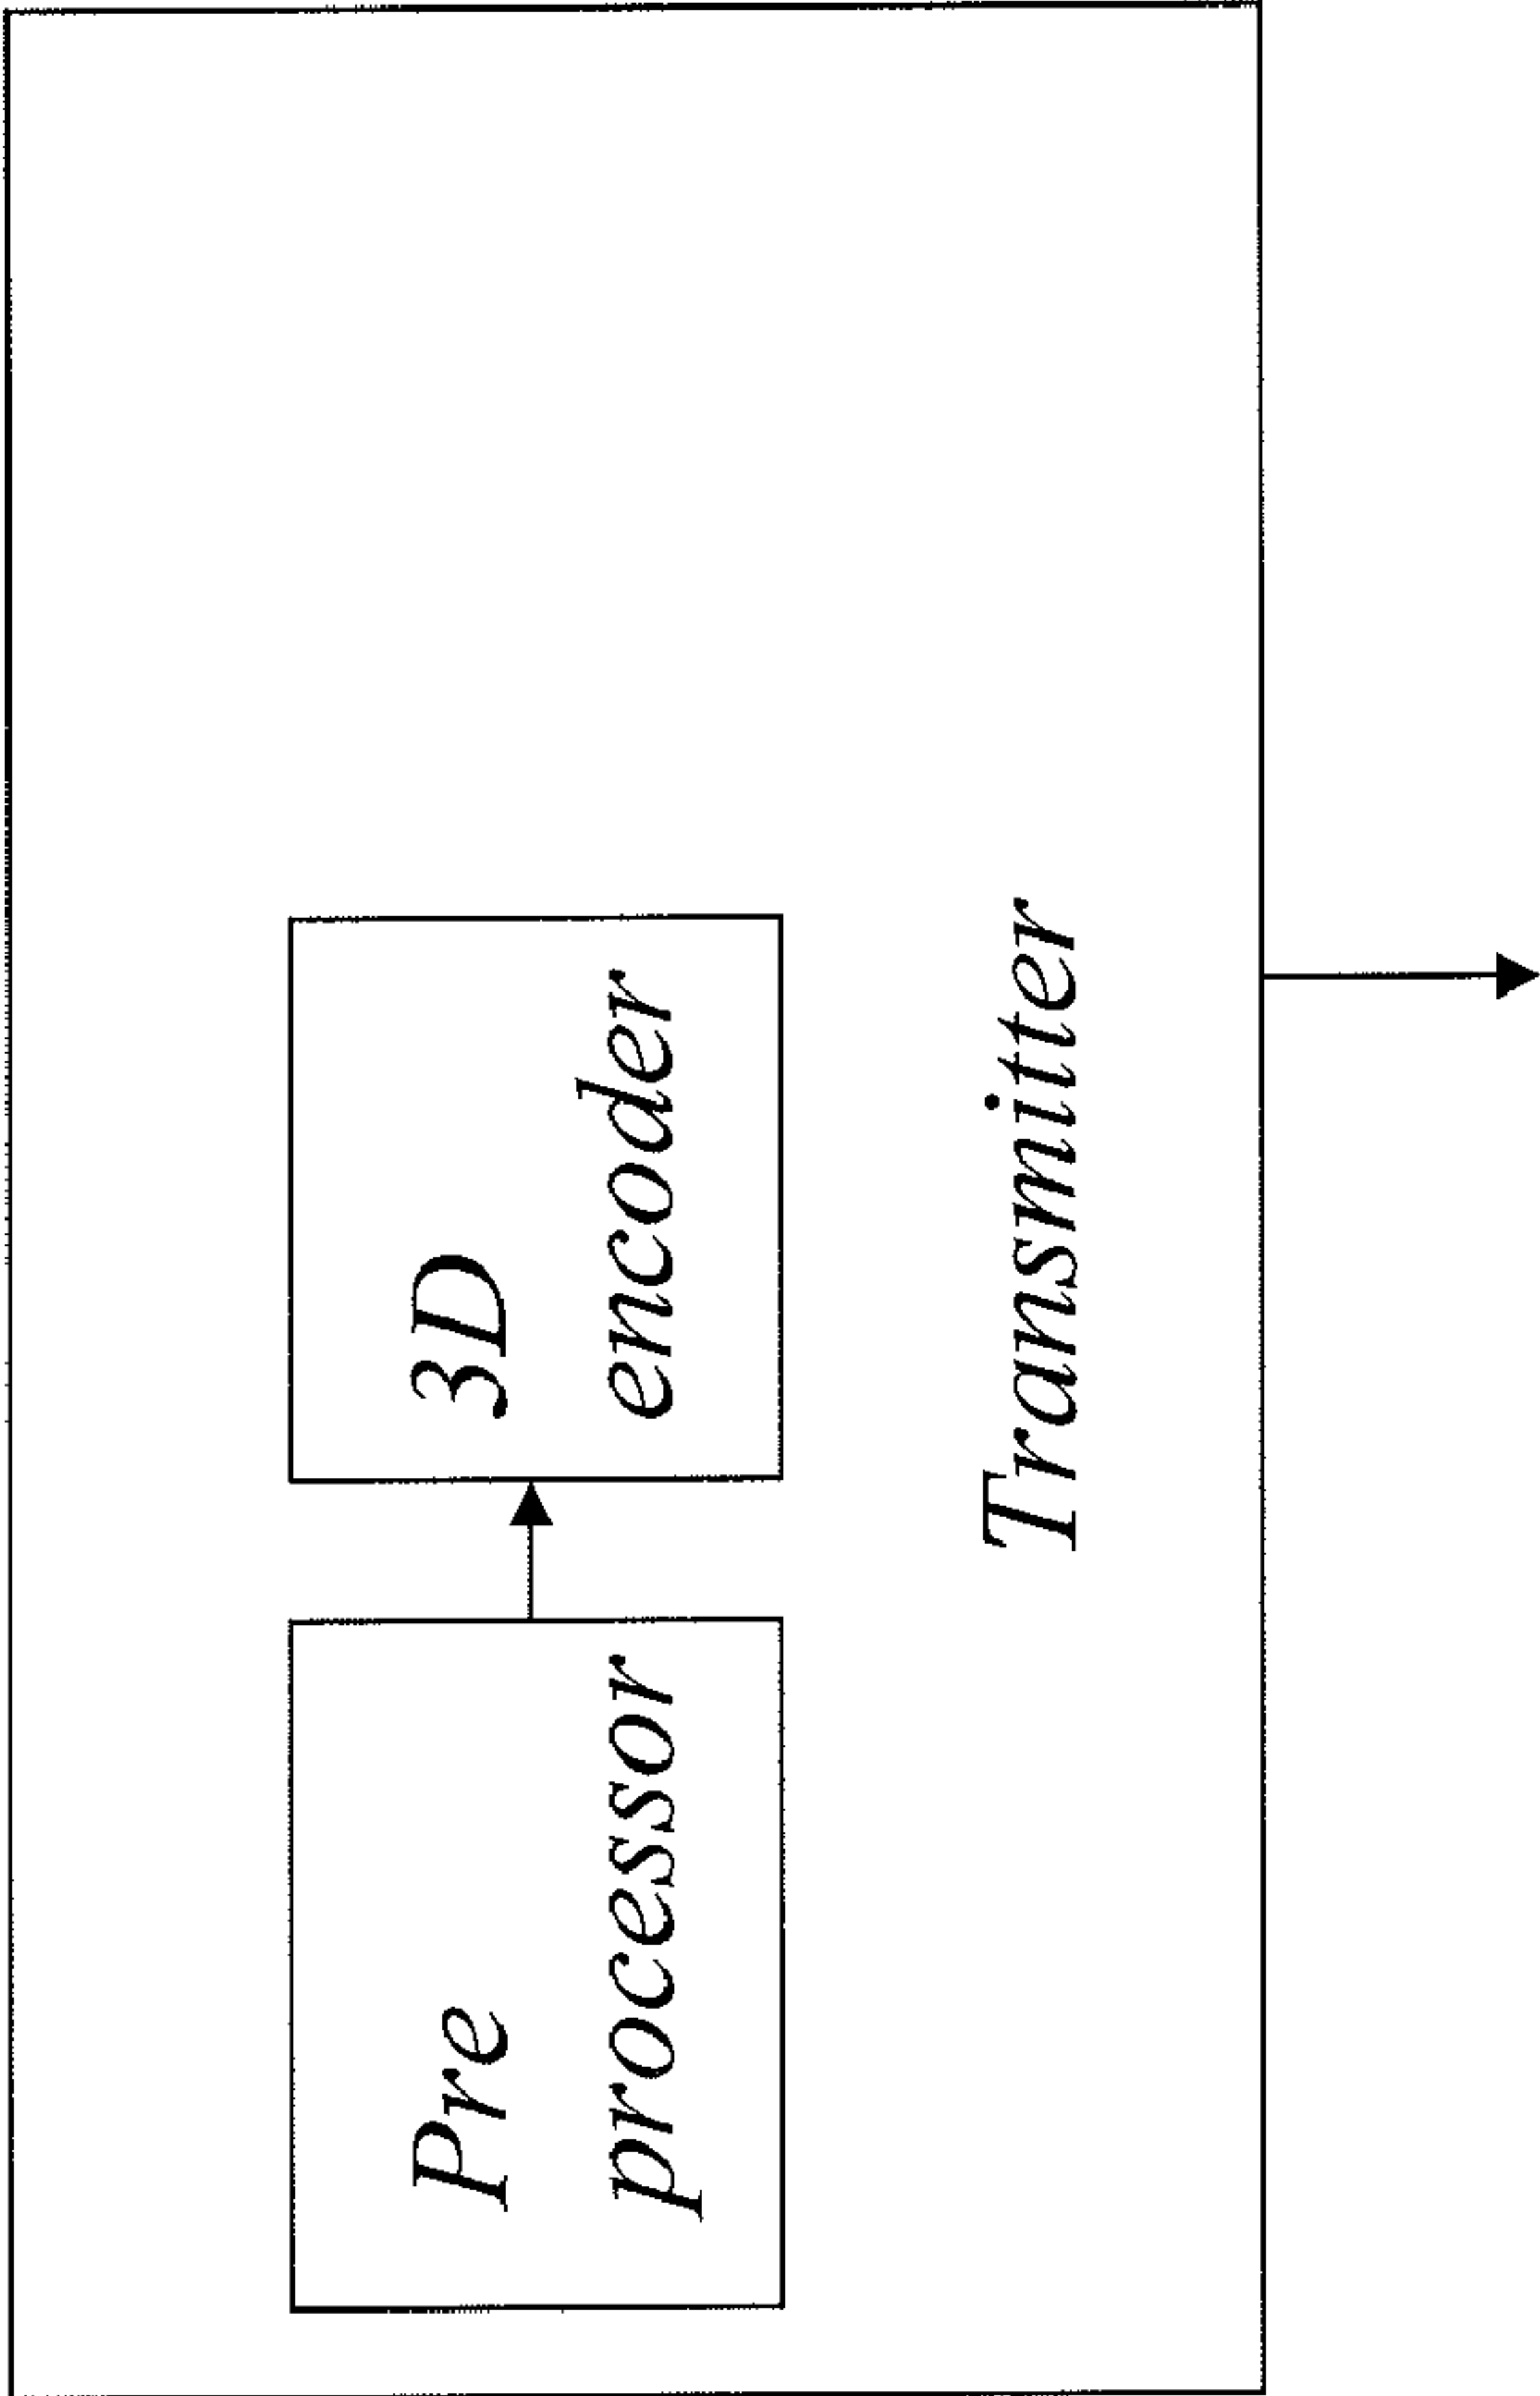 Pre
processor
3D
encoder
Transmitter